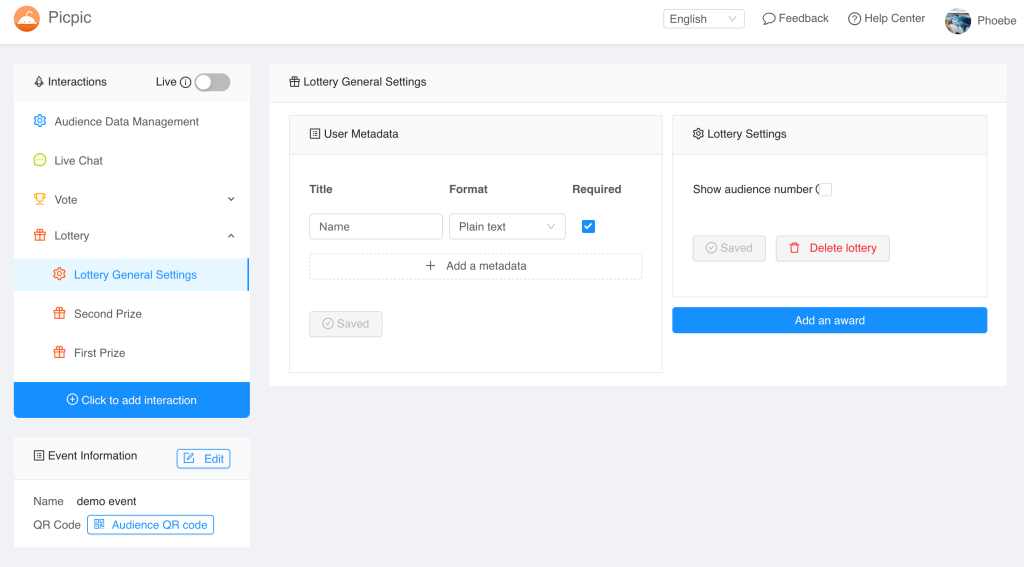 Picpic
English
Feedback
Help Center
Phoebe
Interactions
Live
Audience Data Management
Live Chat
Vote
Lottery
Lottery General Settings
Second Prize
First Prize
Click to add interaction
Event Information
Edit
Name demo event
QR Code Audience QR code
Lottery General Settings
User Metadata
Title Format Required
Name Plain text
+ Add a metadata
Saved
Lottery Settings
Show audience number
Saved
Delete lottery
Add an award